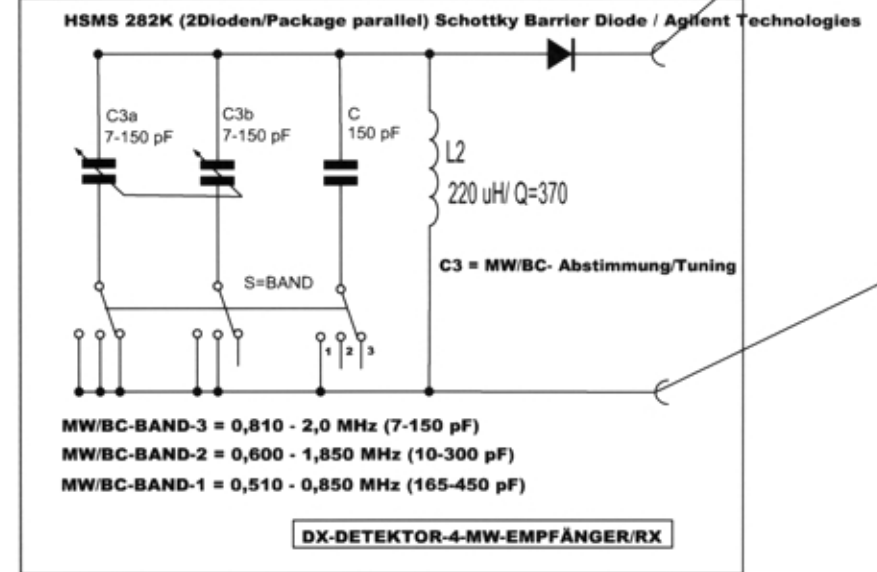 HSMS 282K (2Dioden/Package parallel) Schottky Barrier Diode / Agilent Technologies
C3a
7-150 pF
C3b
7-150 pF
C
150 pF
L2
220 uH/ Q=370
C3 = MW/BC- Abstimmung/Tuning
S=BAND
1 2 3
MW/BC-BAND-3 = 0,810 - 2,0 MHz (7-150 pF)
MW/BC-BAND-2 = 0,600 - 1,850 MHz (10-300 pF)
MW/BC-BAND-1 = 0,510 - 0,850 MHz (165-450 pF)
DX-DETEKTOR-4-MW-EMPFÄNGER/RX